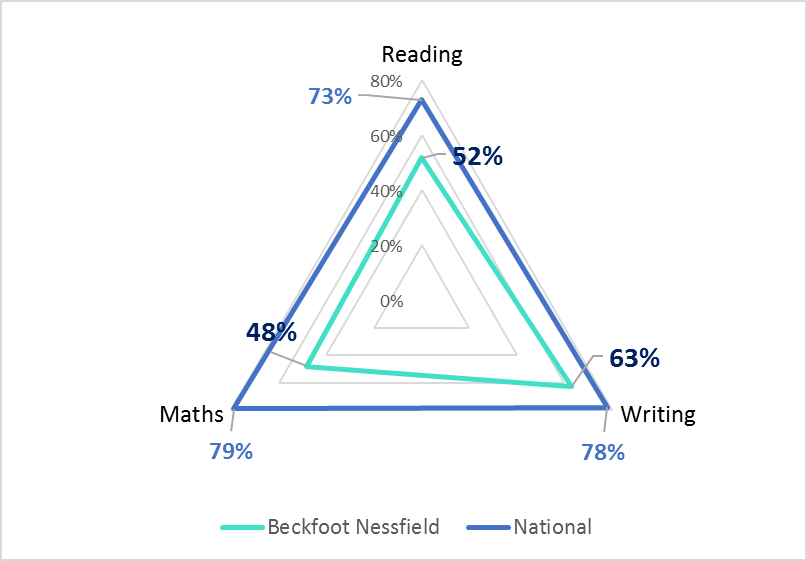 Reading
80%
73%
60%
52%
40%
20%
0%
48%
63%
Maths
Writing
79%
78%
Beckfoot Nessfield
National